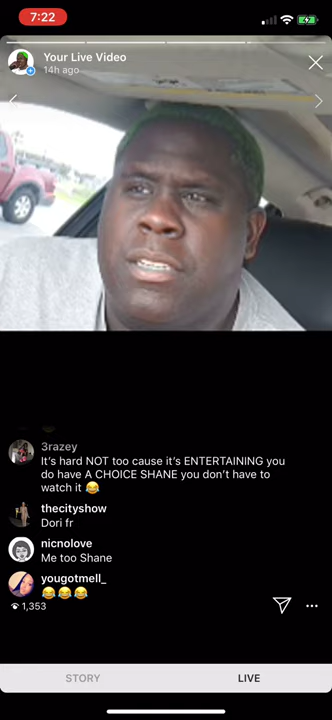 7:22
Your Live Video
14h ago
3razey
It's hard NOT too cause it's ENTERTAINING you
do have A CHOICE SHANE you don't have to
watch it 😂
thecityshow
Dori fr
nicnolove
Me too Shane
yougotmell_
😂😂😂
1,353
STORY LIVE